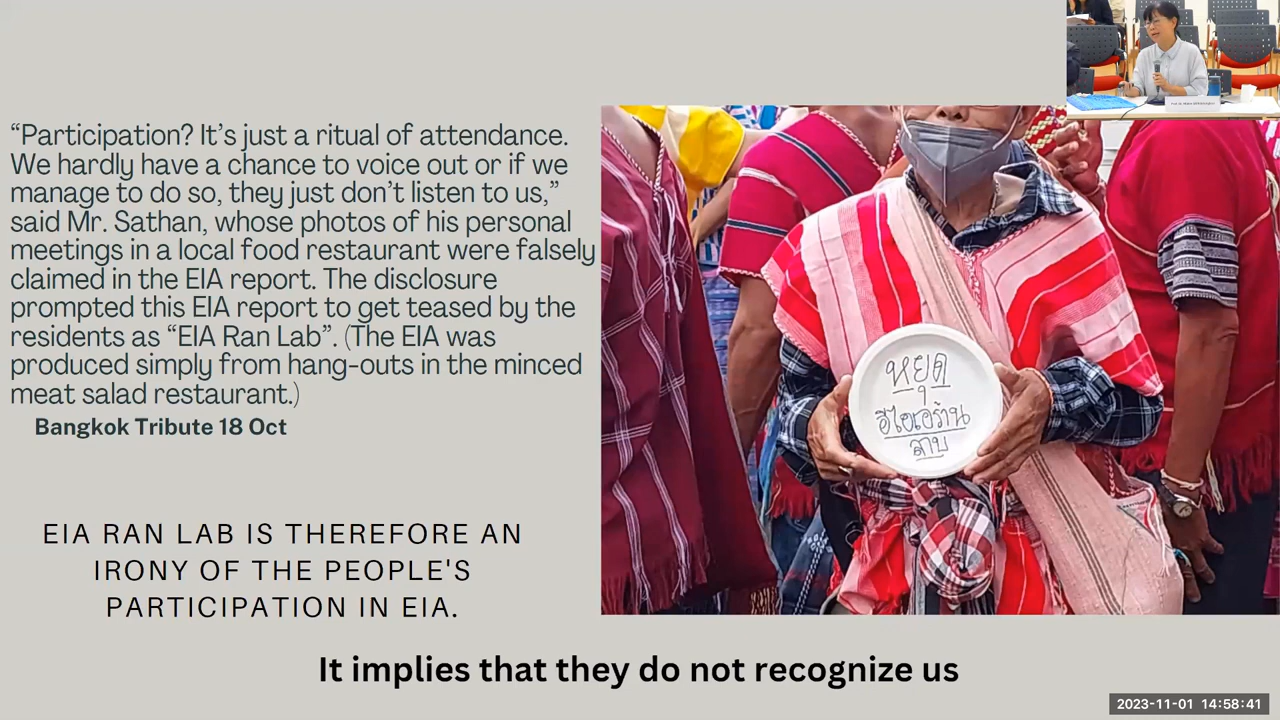 “Participation? It’s just a ritual of attendance.
We hardly have a chance to voice out or if we
manage to do so, they just don’t listen to us,”
said Mr. Sathan, whose photos of his personal
meetings in a local food restaurant were falsely
claimed in the EIA report. The disclosure
prompted this EIA report to get teased by the
residents as “EIA Ran Lab”. (The EIA was
produced simply from hang-outs in the minced
meat salad restaurant.)
Bangkok Tribute 18 Oct
หยุด
อีไอเอร้าน
ลาบ
EIA RAN LAB IS THEREFORE AN
IRONY OF THE PEOPLE'S
PARTICIPATION IN EIA.
It implies that they do not recognize us
2023-11-01 14:58:41